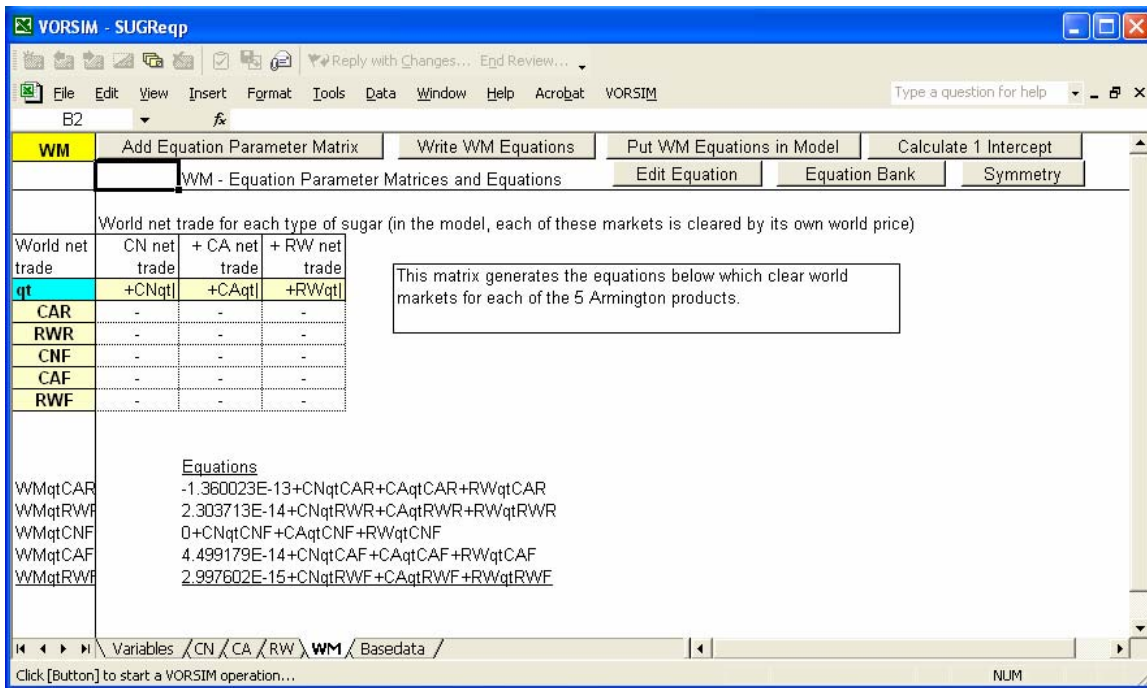 VORSIM - SUGReqp
Reply with Changes... End Review...
File Edit View Insert Format Tools Data Window Help Acrobat VORSIM Type a question for help
B2 fx
WM Add Equation Parameter Matrix Write WM Equations Put WM Equations in Model Calculate 1 Intercept
WM - Equation Parameter Matrices and Equations Edit Equation Equation Bank Symmetry
World net trade for each type of sugar (in the model, each of these markets is cleared by its own world price)
World net CN net + CA net + RW net
trade trade trade trade
This matrix generates the equations below which clear world
markets for each of the 5 Armington products.
qt +CNqt| +CAqt| +RWqt|
CAR - - -
RWR - - -
CNF - - -
CAF - - -
RWF - - -
Equations
WMqtCAR -1.360023E-13+CNqtCAR+CAqtCAR+RWqtCAR
WMqtRWR 2.303713E-14+CNqtRWR+CAqtRWR+RWqtRWR
WMqtCNF 0+CNqtCNF+CAqtCNF+RWqtCNF
WMqtCAF 4.499179E-14+CNqtCAF+CAqtCAF+RWqtCAF
WMqtRWF 2.997602E-15+CNqtRWF+CAqtRWF+RWqtRWF
Variables CN CA RW WM Basedata
Click [Button] to start a VORSIM operation... NUM